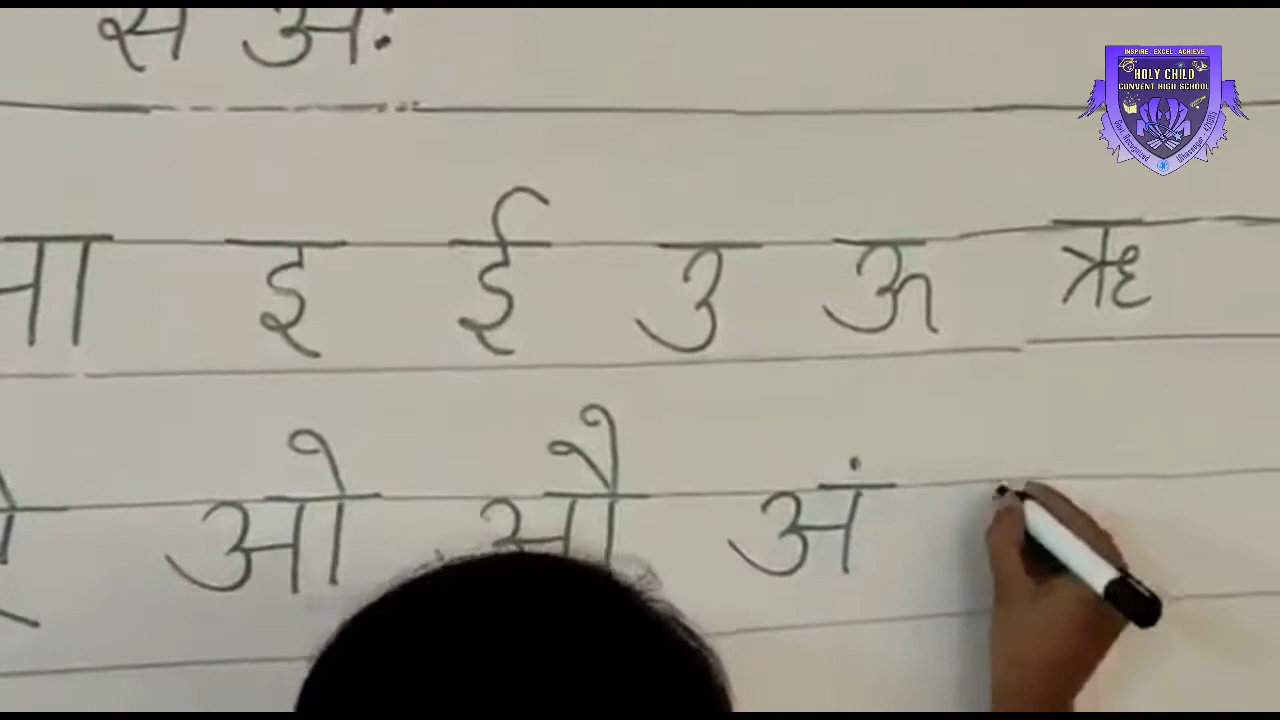 से अः
आ इ ई उ ऊ ऋ
ऐ ओ औ अं
INSPIRE. EXCEL. ACHIEVE.
HOLY CHILD
CONVENT HIGH SCHOOL